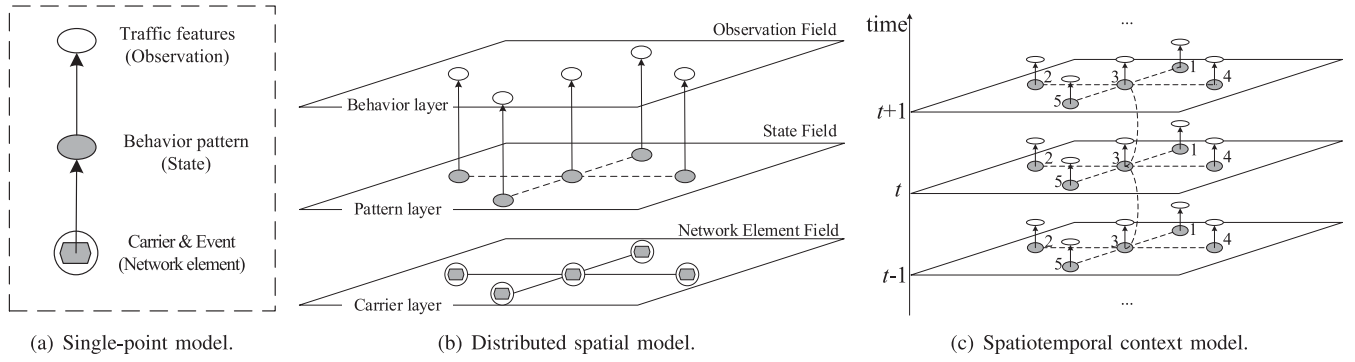 Traffic features
(Observation)
Behavior pattern
(State)
Carrier & Event
(Network element)
(a) Single-point model.
Observation Field
Behavior layer
State Field
Pattern layer
Network Element Field
Carrier layer
(b) Distributed spatial model.
time
...
1
2
3
4
5
t+1
1
2
3
4
5
t
1
2
3
4
5
t-1
...
(c) Spatiotemporal context model.